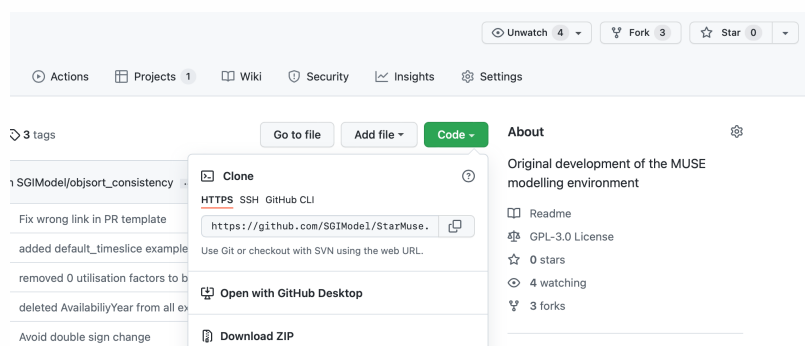 Unwatch 4 Fork 3 Star 0
Actions Projects 1 Wiki Security Insights Settings
3 tags Go to file Add file Code
SGIModel/objsort_consistency
Fix wrong link in PR template
added default_timeslice example
removed 0 utilisation factors to b
deleted AvailabiliyYear from all ex
Avoid double sign change
Clone
HTTPS SSH GitHub CLI
https://github.com/SGIModel/StarMuse.
Use Git or checkout with SVN using the web URL.
Open with GitHub Desktop
Download ZIP
About
Original development of the MUSE
modelling environment
Readme
GPL-3.0 License
0 stars
4 watching
3 forks